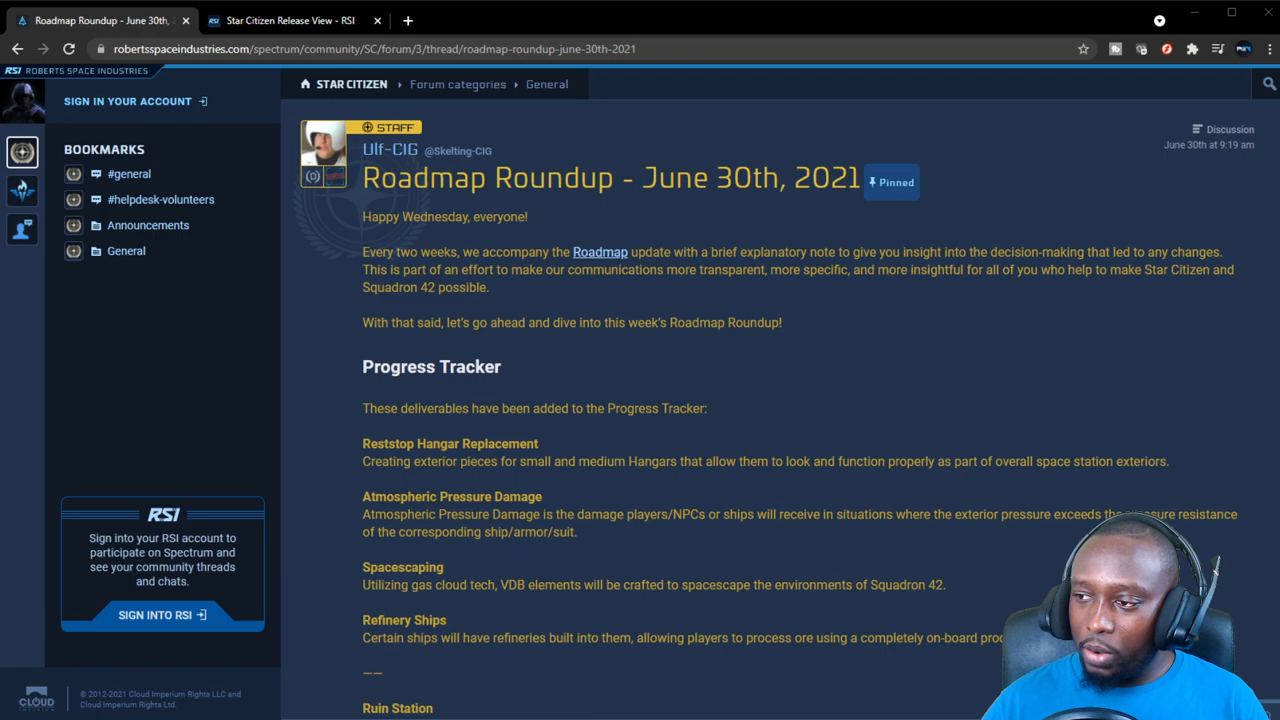 Roadmap Roundup - June 30th,
Star Citizen Release View - RSI
robertsspaceindustries.com/spectrum/community/SC/forum/3/thread/roadmap-roundup-june-30th-2021
RSI ROBERTS SPACE INDUSTRIES
SIGN IN YOUR ACCOUNT
STAR CITIZEN Forum categories General
BOOKMARKS
#general
#helpdesk-volunteers
Announcements
General
STAFF
Ulf-CIG @Skelting-CIG
Discussion
June 30th at 9:19 am
Roadmap Roundup - June 30th, 2021 Pinned
Happy Wednesday, everyone!
Every two weeks, we accompany the Roadmap update with a brief explanatory note to give you insight into the decision-making that led to any changes.
This is part of an effort to make our communications more transparent, more specific, and more insightful for all of you who help to make Star Citizen and
Squadron 42 possible.
With that said, let's go ahead and dive into this week's Roadmap Roundup!
Progress Tracker
These deliverables have been added to the Progress Tracker:
Reststop Hangar Replacement
Creating exterior pieces for small and medium Hangars that allow them to look and function properly as part of overall space station exteriors.
Atmospheric Pressure Damage
Atmospheric Pressure Damage is the damage players/NPCs or ships will receive in situations where the exterior pressure exceeds the resistance
of the corresponding ship/armor/suit.
Spacescaping
Utilizing gas cloud tech, VDB elements will be crafted to spacescape the environments of Squadron 42.
Refinery Ships
Certain ships will have refineries built into them, allowing players to process ore using a completely on-board
——
Ruin Station
RSI
Sign into your RSI account to
participate on Spectrum and
see your community threads
and chats.
SIGN INTO RSI
CLOUD
© 2012-2021 Cloud Imperium Rights LLC and
Cloud Imperium Rights Ltd.